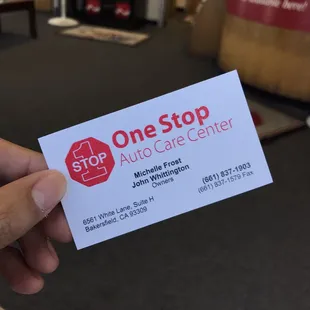 1
STOP
One Stop
Auto Care Center
Michelle Frost
John Whittington
Owners
6561 White Lane, Suite H
Bakersfield, CA 93309
(661) 837-1903
(661) 837-1579 Fax
here!